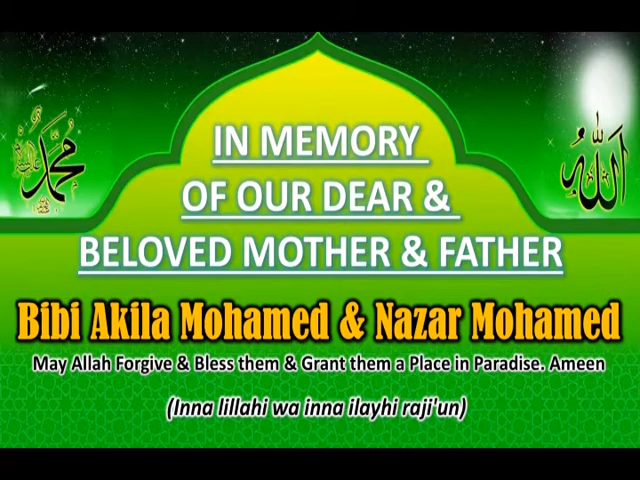 محمد
الله
IN MEMORY
OF OUR DEAR &
BELOVED MOTHER & FATHER
Bibi Akila Mohamed & Nazar Mohamed
May Allah Forgive & Bless them & Grant them a Place in Paradise. Ameen
(Inna lillahi wa inna ilayhi raji'un)